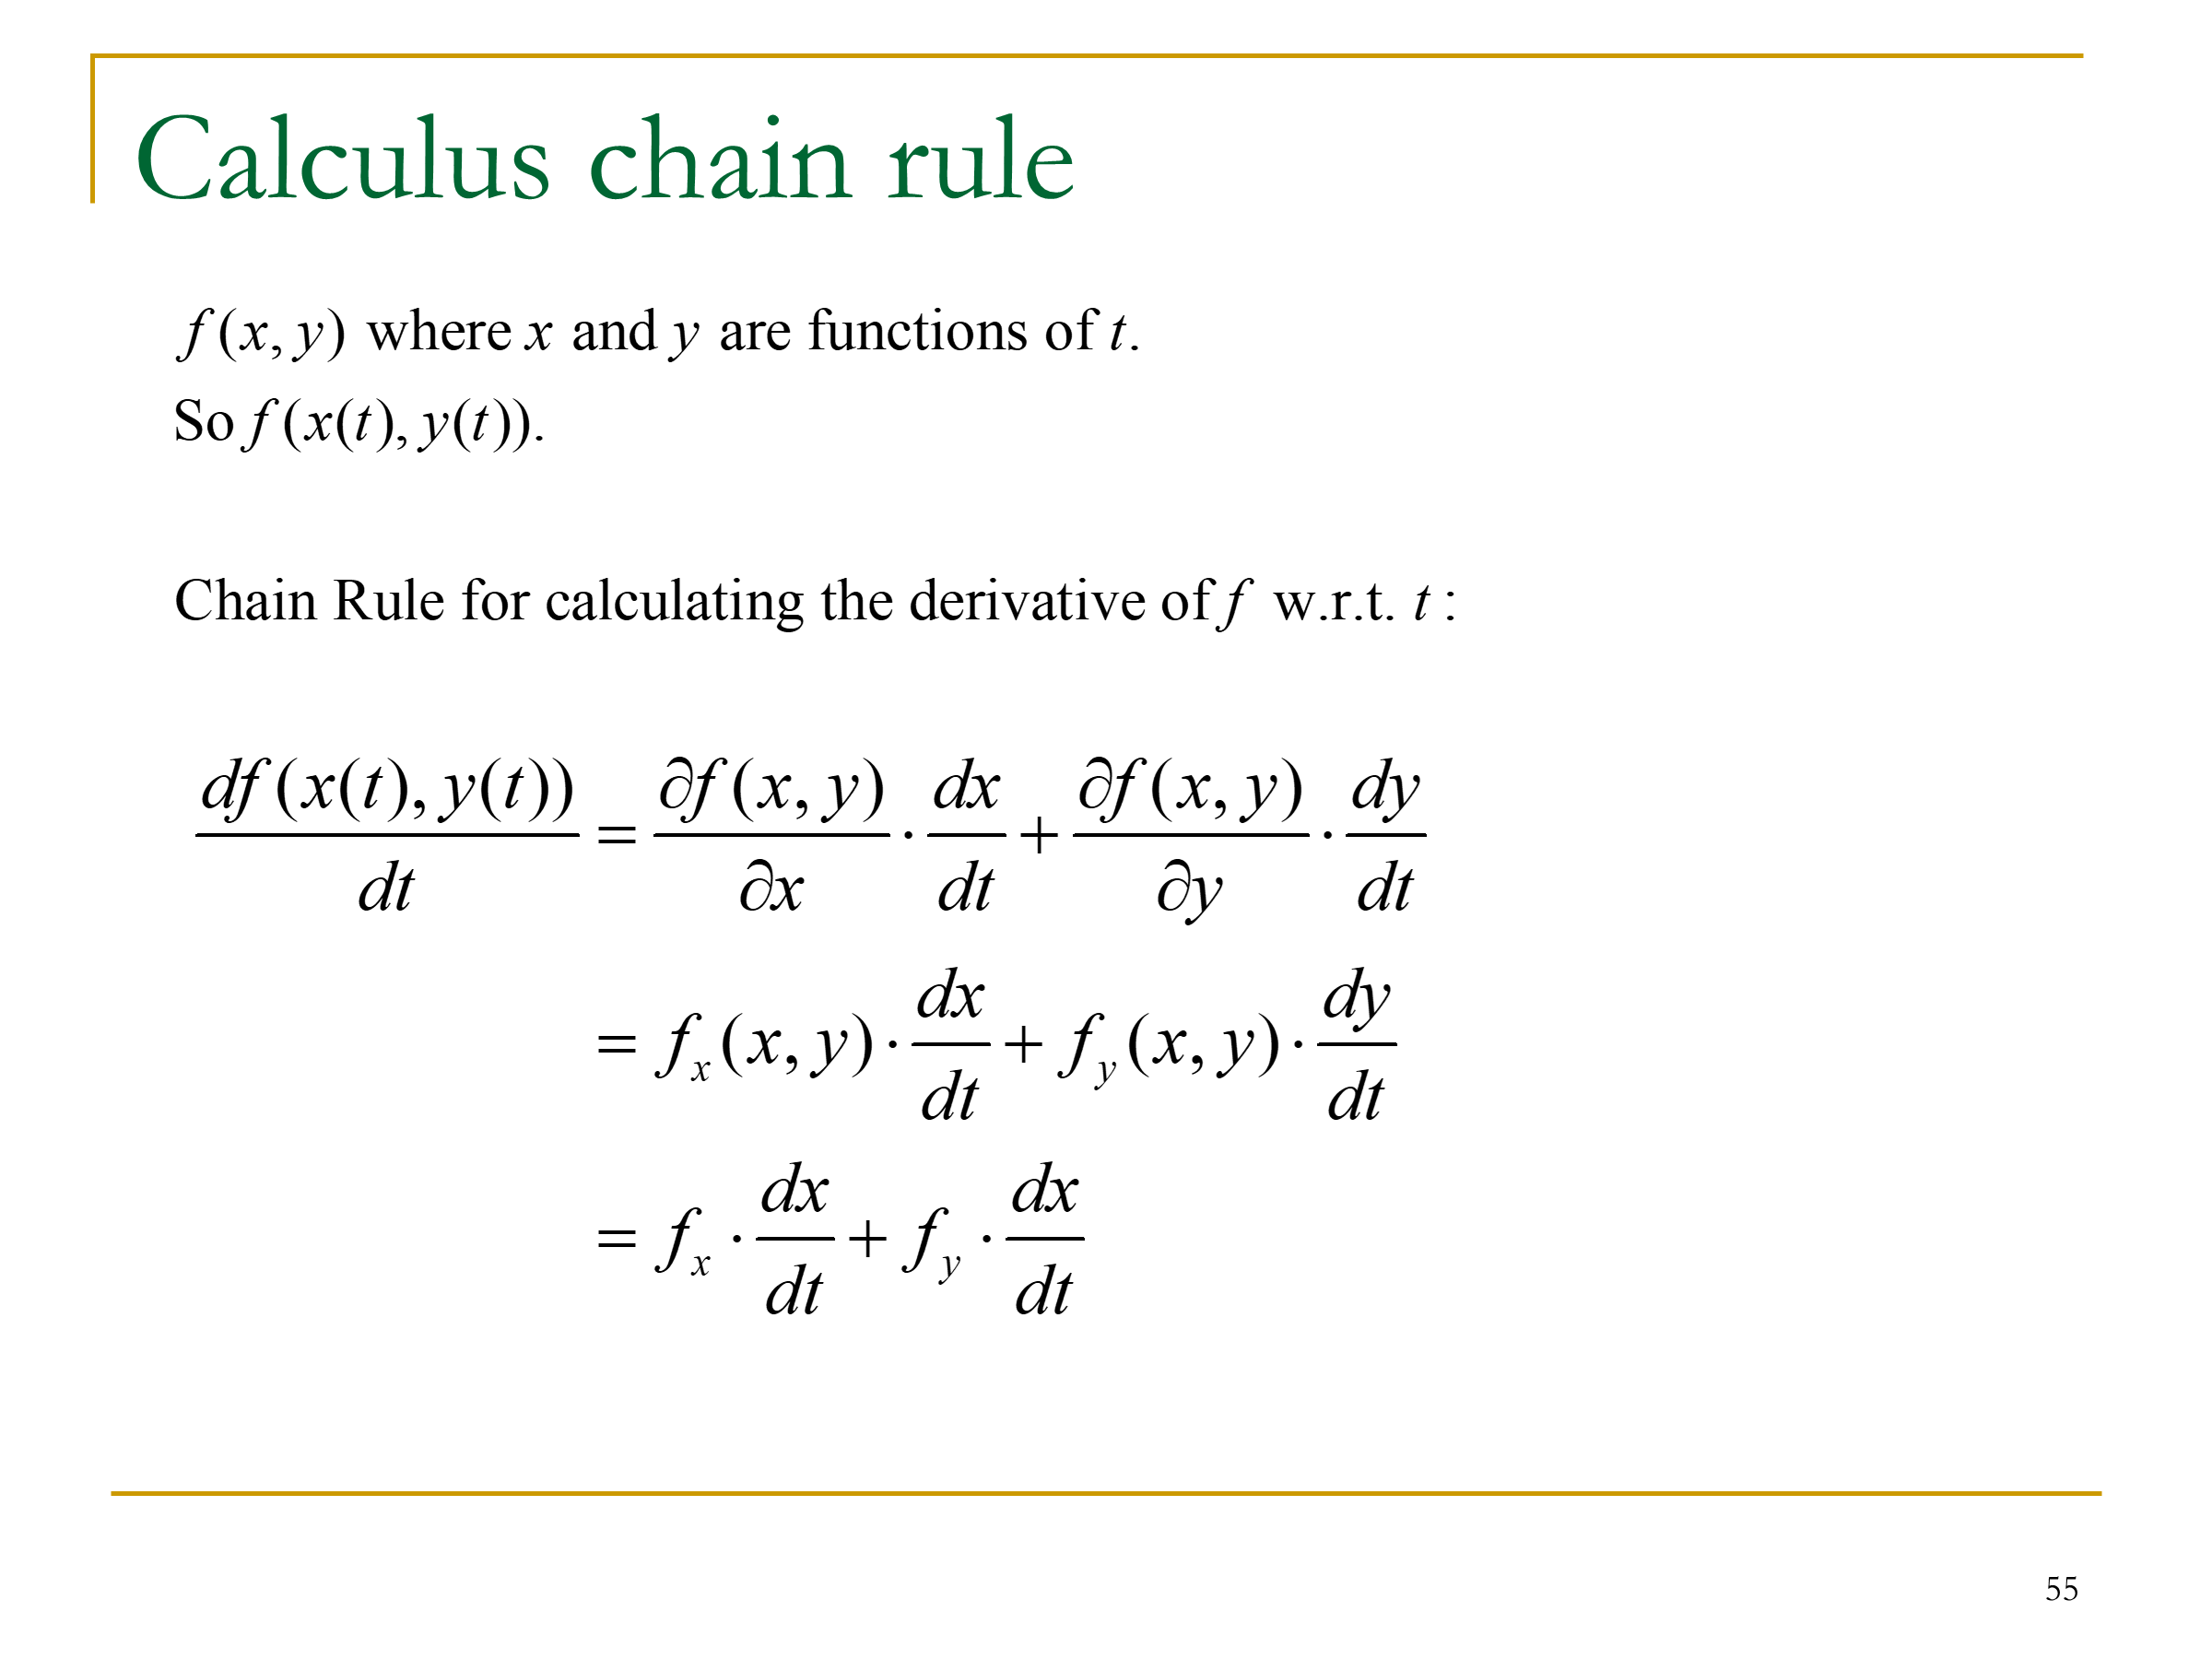 Calculus chain rule
f(x, y) where x and y are functions of t.
So f(x(t), y(t)).
Chain Rule for calculating the derivative of f w.r.t. t :
df(x(t), y(t))/dt = ∂f(x, y)/∂x · dx/dt + ∂f(x, y)/∂y · dy/dt
= f_x(x, y) · dx/dt + f_y(x, y) · dy/dt
= f_x · dx/dt + f_y · dx/dt
55